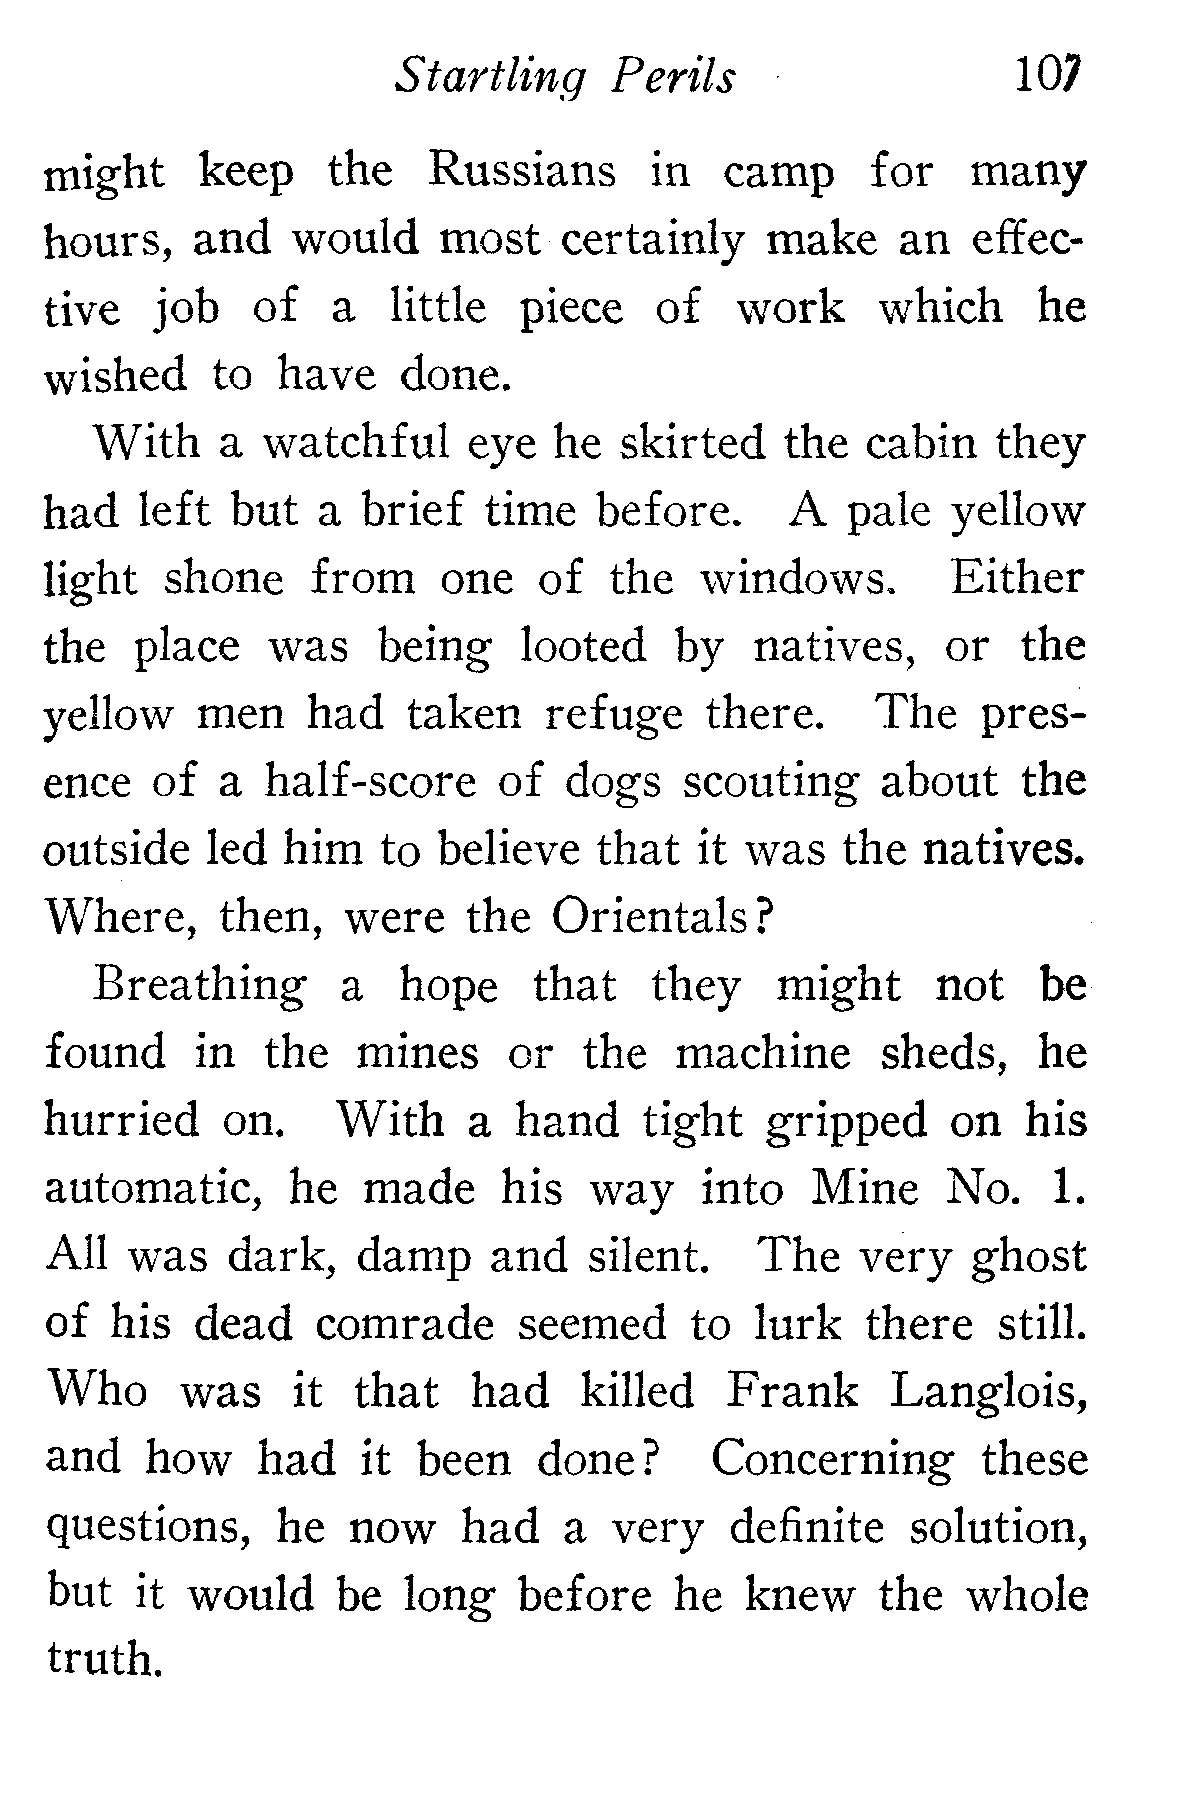 Startling Perils 107
might keep the Russians in camp for many
hours, and would most certainly make an effec-
tive job of a little piece of work which he
wished to have done.
With a watchful eye he skirted the cabin they
had left but a brief time before. A pale yellow
light shone from one of the windows. Either
the place was being looted by natives, or the
yellow men had taken refuge there. The pres-
ence of a half-score of dogs scouting about the
outside led him to believe that it was the natives.
Where, then, were the Orientals?
Breathing a hope that they might not be
found in the mines or the machine sheds, he
hurried on. With a hand tight gripped on his
automatic, he made his way into Mine No. 1.
All was dark, damp and silent. The very ghost
of his dead comrade seemed to lurk there still.
Who was it that had killed Frank Langlois,
and how had it been done? Concerning these
questions, he now had a very definite solution,
but it would be long before he knew the whole
truth.